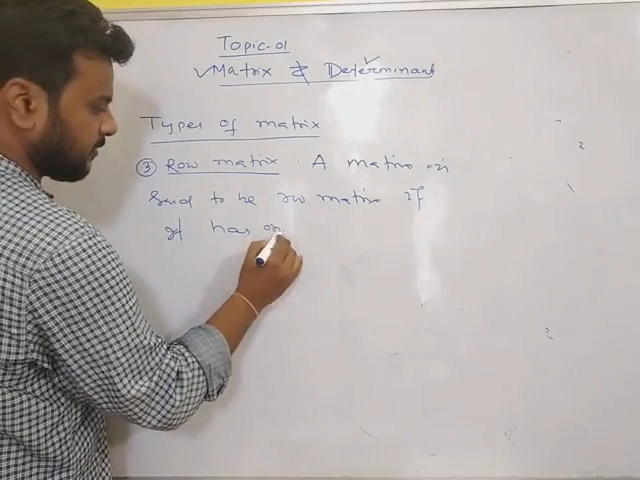 Topic-01
✓Matrix & Determinant
Types of matrix
③ Row matrix. A matrix is
said to be row matrix if
it has on